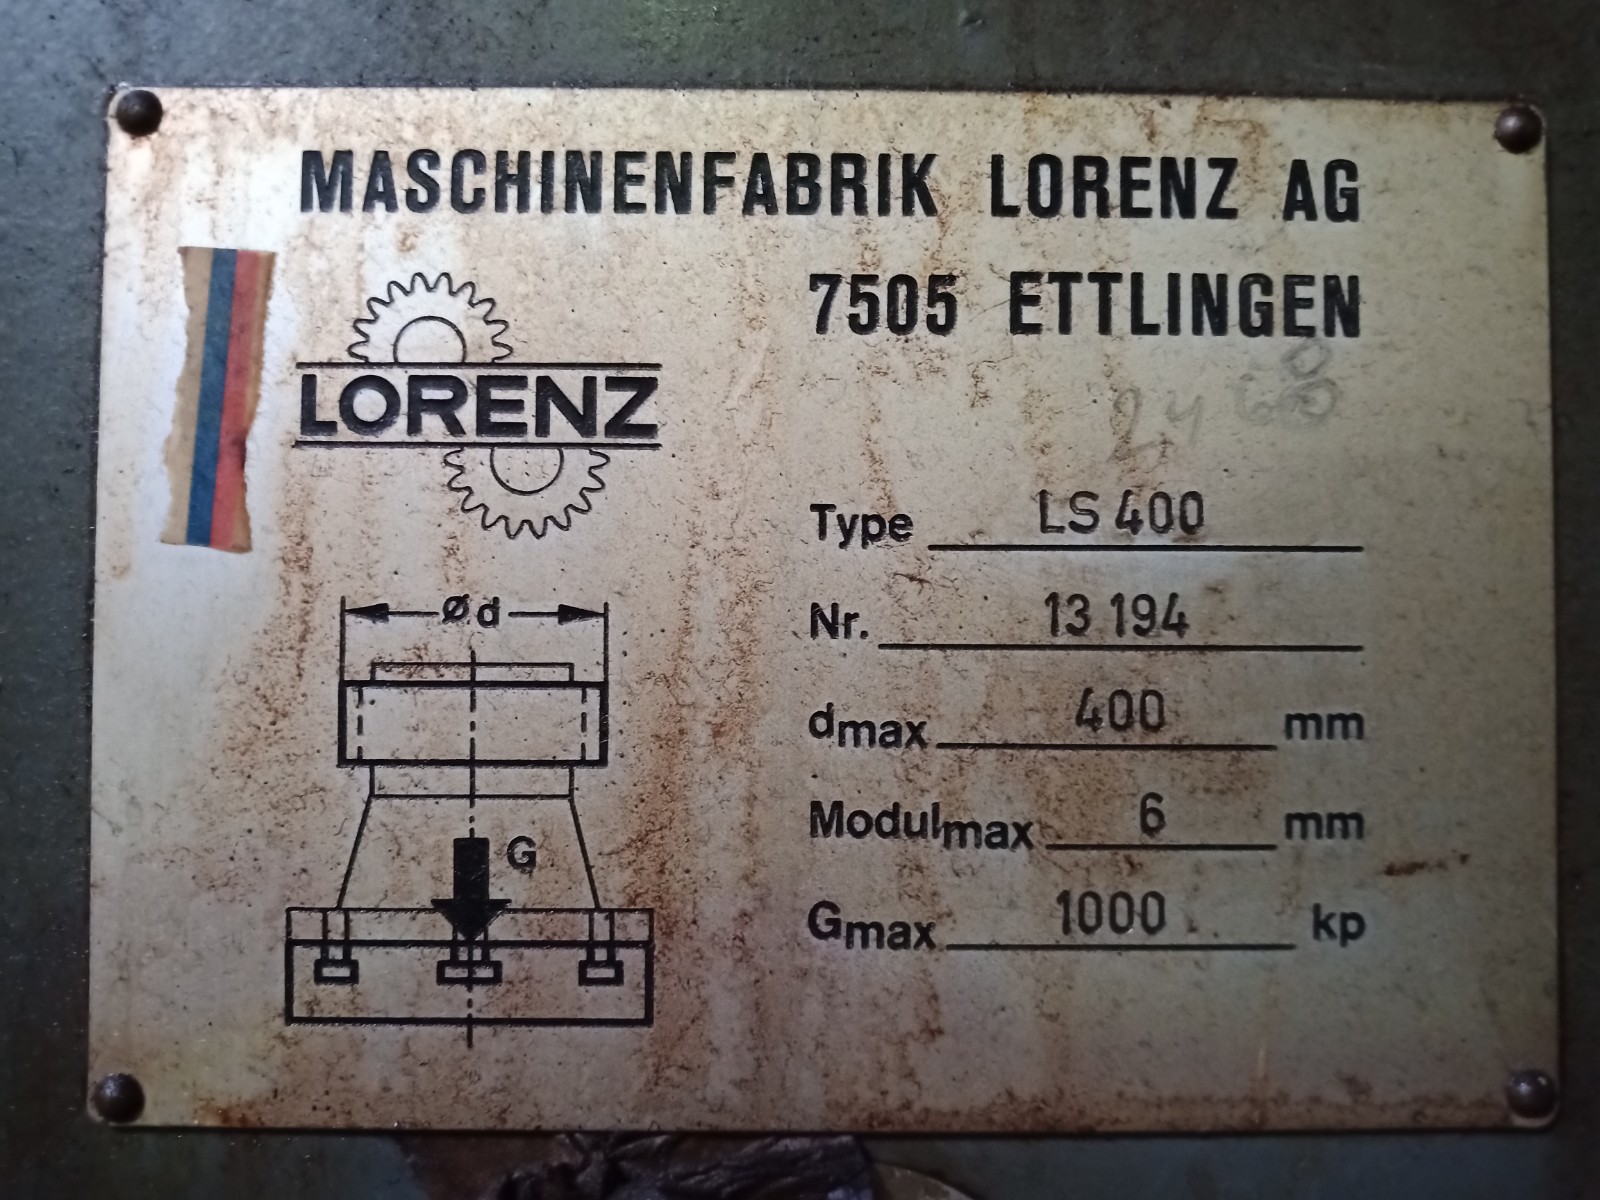 MASCHINENFABRIK LORENZ AG
7505 ETTLINGEN
LORENZ
Type LS 400
Nr. 13 194
dmax 400 mm
Modulmax 6 mm
Gmax 1000 kp
Ød
G